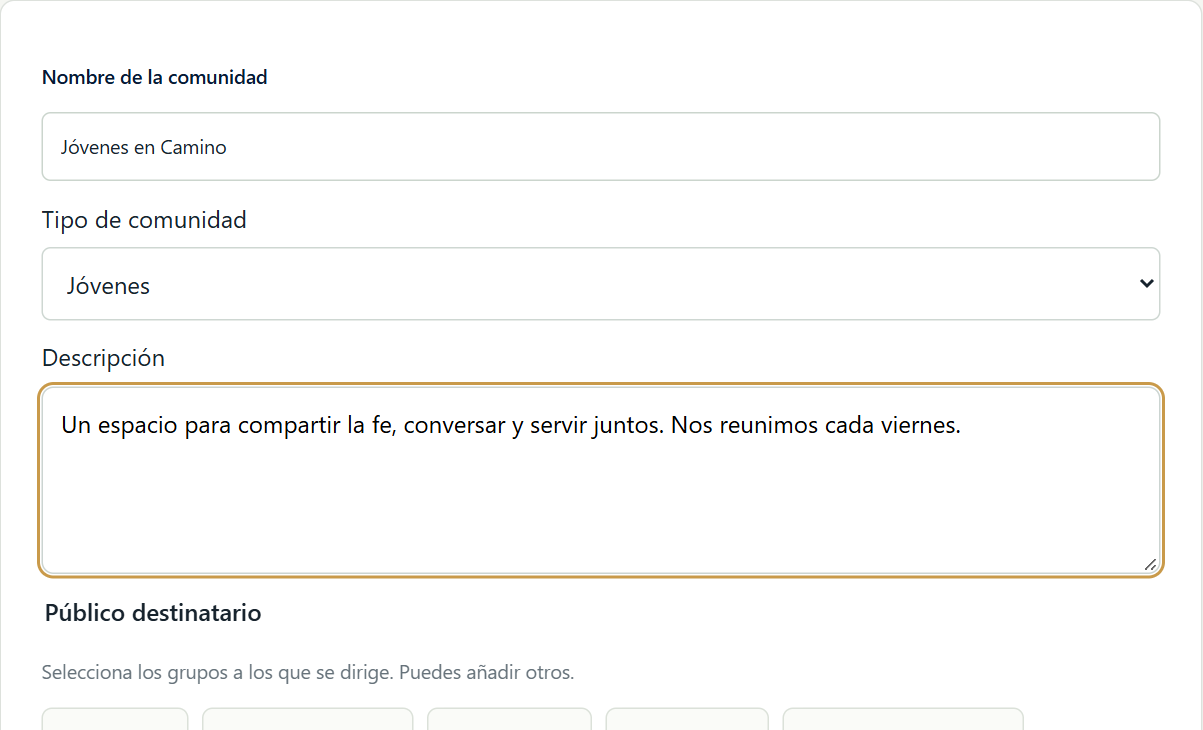 Nombre de la comunidad
Jóvenes en Camino
Tipo de comunidad
Jóvenes
Descripción
Un espacio para compartir la fe, conversar y servir juntos. Nos reunimos cada viernes.
Público destinatario
Selecciona los grupos a los que se dirige. Puedes añadir otros.